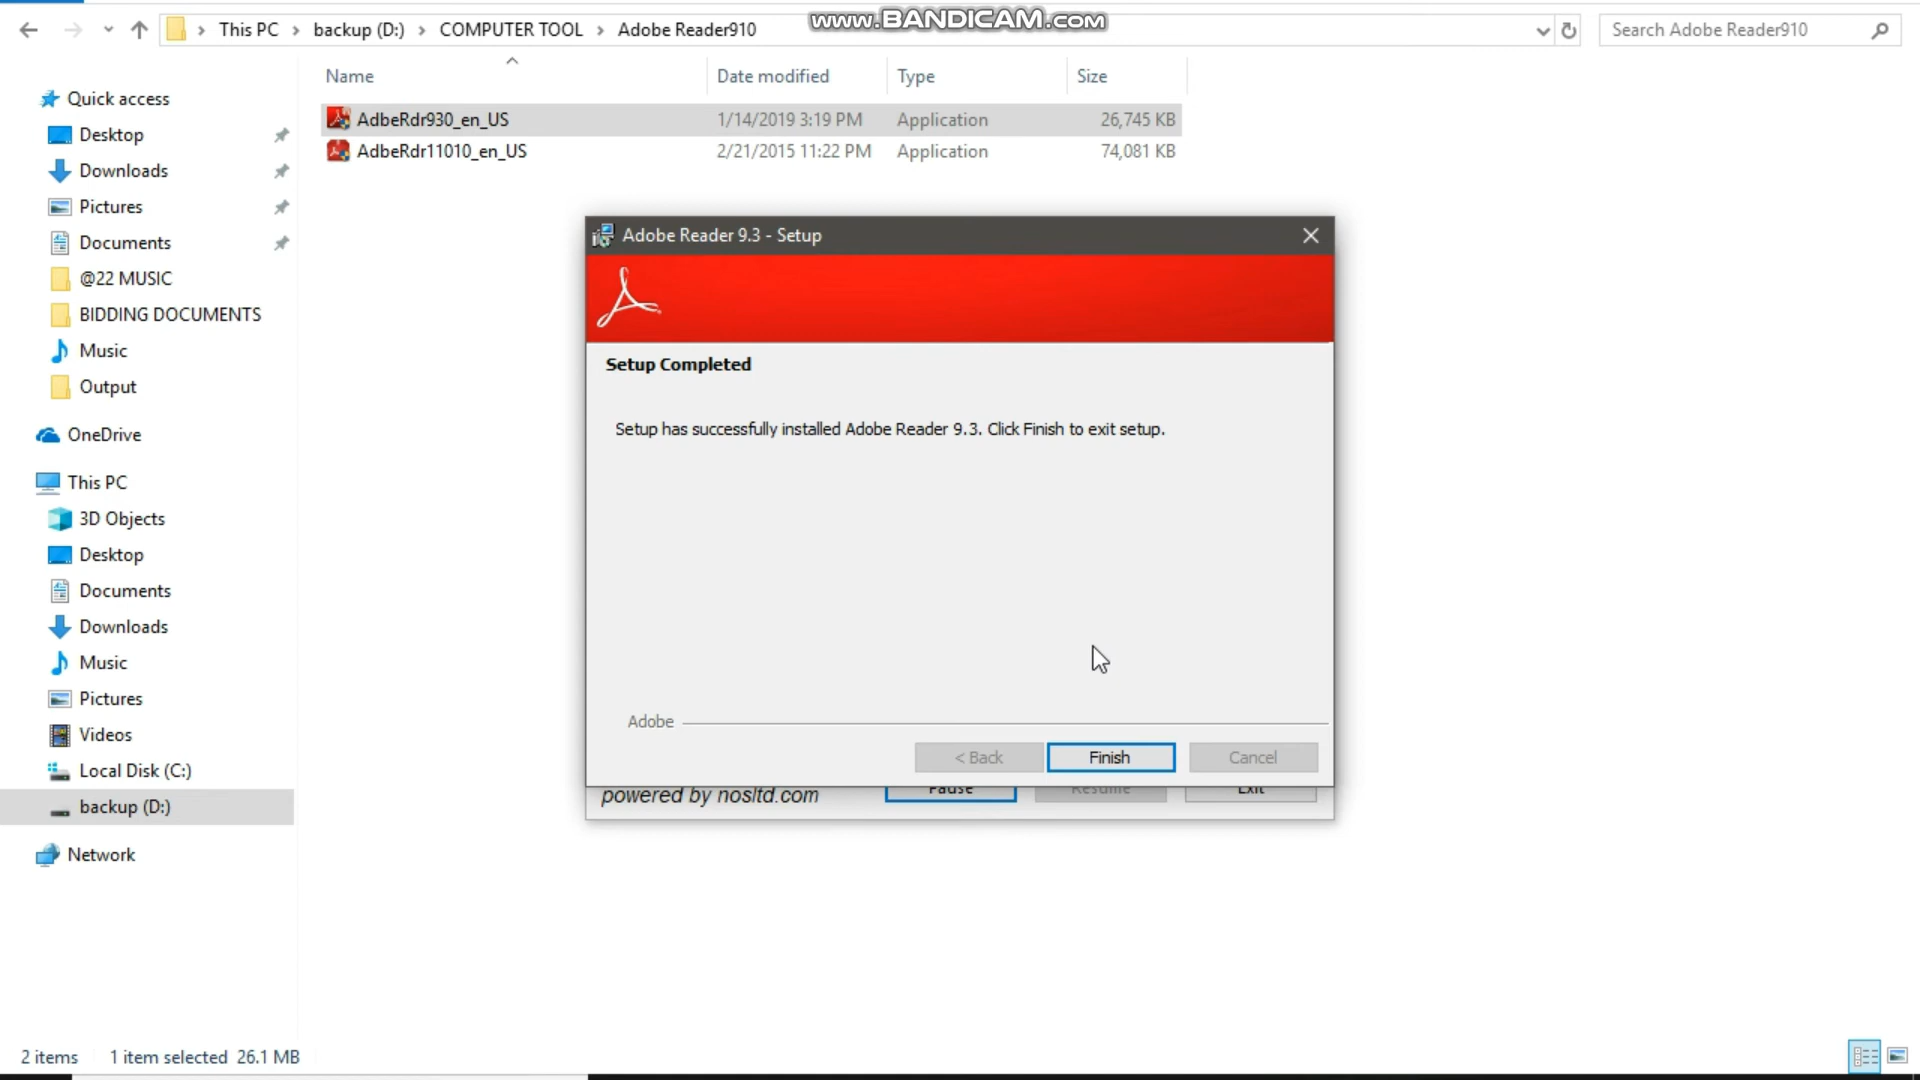 This PC
backup (D:)
COMPUTER TOOL
Adobe Reader910
www.BANDICAM.com
Search Adobe Reader910
Name
Date modified
Type
Size
AdbeRdr930_en_US
1/14/2019 3:19 PM
Application
26,745 KB
AdbeRdr11010_en_US
2/21/2015 11:22 PM
Application
74,081 KB
Quick access
Desktop
Downloads
Pictures
Documents
@22 MUSIC
BIDDING DOCUMENTS
Music
Output
OneDrive
This PC
3D Objects
Desktop
Documents
Downloads
Music
Pictures
Videos
Local Disk (C:)
backup (D:)
Network
Adobe Reader 9.3 - Setup
Setup Completed
Setup has successfully installed Adobe Reader 9.3. Click Finish to exit setup.
Adobe
< Back
Finish
Cancel
powered by nosltd.com
Pause
Resume
Exit
2 items
1 item selected 26.1 MB